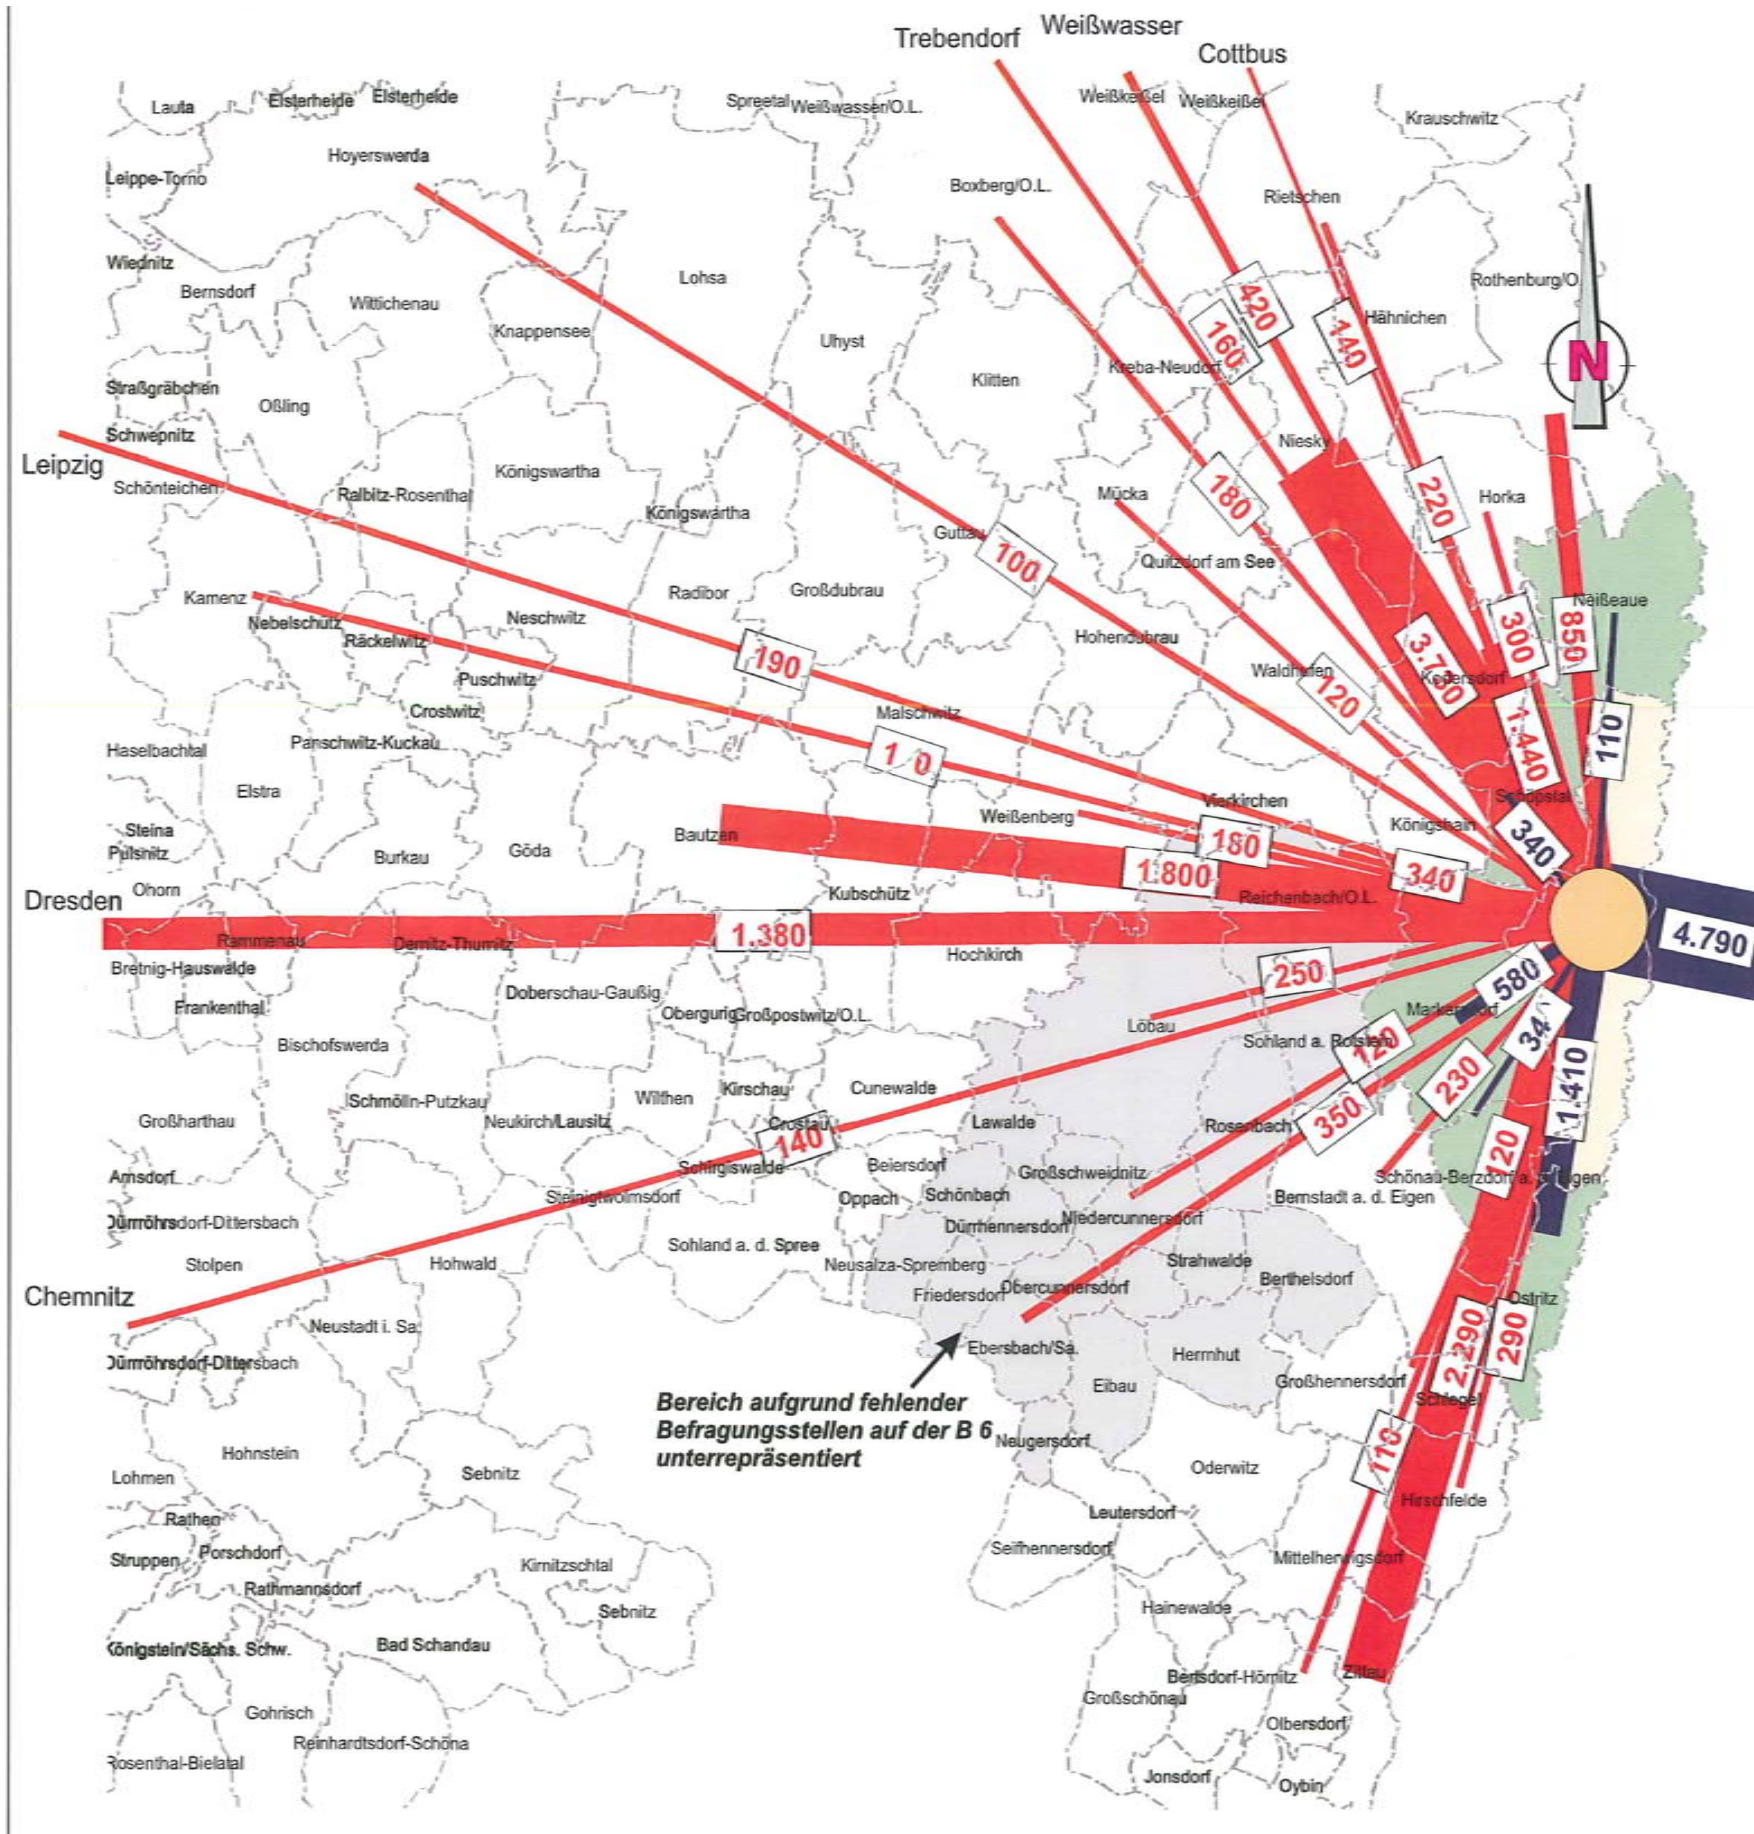 Weißwasser
Trebendorf
Cottbus
Lauta
Elsterheide
Elsterheide
Spreetal
Weißwasser/O.L.
Weißkeißel
Weißkeißel
Krauschwitz
Hoyerswerda
Leippe-Torno
Boxberg/O.L.
Rietschen
Wiednitz
Bernsdorf
Wittichenau
Lohsa
Rothenburg/O.
Knappensee
Uhyst
420
160
140
Hähnichen
N
Straßgräbchen
Oßling
Klitten
Kreba-Neudorf
Schwepnitz
Niesky
Leipzig
Schönteichen
Ralbitz-Rosenthal
Königswartha
Königswartha
Mücka
180
220
Horka
Guttau
100
Quitzdorf am See
Kamenz
Nebelschütz
Räckelwitz
Neschwitz
Radibor
Großdubrau
Neißeaue
300
850
Hohendubrau
190
Puschwitz
Waldhufen
120
Kodersdorf
Crostwitz
Malschwitz
1.440
110
Haselbachtal
Panschwitz-Kuckau
Elstra
Schöpstal
Vierkirchen
Weißenberg
Königshain
Steina
Pulsnitz
Burkau
Göda
Bautzen
180
340
1.800
340
Ohorn
Dresden
Kubschütz
Reichenbach/O.L.
Rammenau
Demitz-Thumitz
1.380
4.790
Bretnig-Hauswalde
Hochkirch
250
580
Frankenthal
Doberschau-Gaußig
Obergurig
Großpostwitz/O.L.
Löbau
Markersdorf
Bischofswerda
Sohland a. Rotstein
120
34
Kirschau
Cunewalde
230
1.410
Schmölln-Putzkau
Wilthen
Großharthau
Neukirch/Lausitz
Crostau
140
Lawalde
Rosenbach
350
120
Arnsdorf
Schirgiswalde
Beiersdorf
Großschweidnitz
Steinigtwolmsdorf
Oppach
Schönbach
Bernstadt a. d. Eigen
Dürrhennersdorf
Niedercunnersdorf
Stolpen
Hohwald
Sohland a. d. Spree
Neusalza-Spremberg
Strahwalde
Berthelsdorf
Chemnitz
Friedersdorf
Obercunnersdorf
Ostritz
Neustadt i. Sa.
2.290
290
Ebersbach/Sa.
Herrnhut
Großhennersdorf
Eibau
Schlegel
Bereich aufgrund fehlender
Befragungsstellen auf der B 6
unterrepräsentiert
Neugersdorf
110
Hohnstein
Lohmen
Sebnitz
Oderwitz
Hirschfelde
Rathen
Leutersdorf
Struppen
Porschdorf
Kirnitzschtal
Seifhennersdorf
Mittelherwigsdorf
Rathmannsdorf
Sebnitz
Hainewalde
Königstein/Sächs. Schw.
Bad Schandau
Bertsdorf-Hörnitz
Zittau
Großschönau
Gohrisch
Olbersdorf
Reinhardtsdorf-Schöna
Rosenthal-Bielatal
Jonsdorf
Oybin